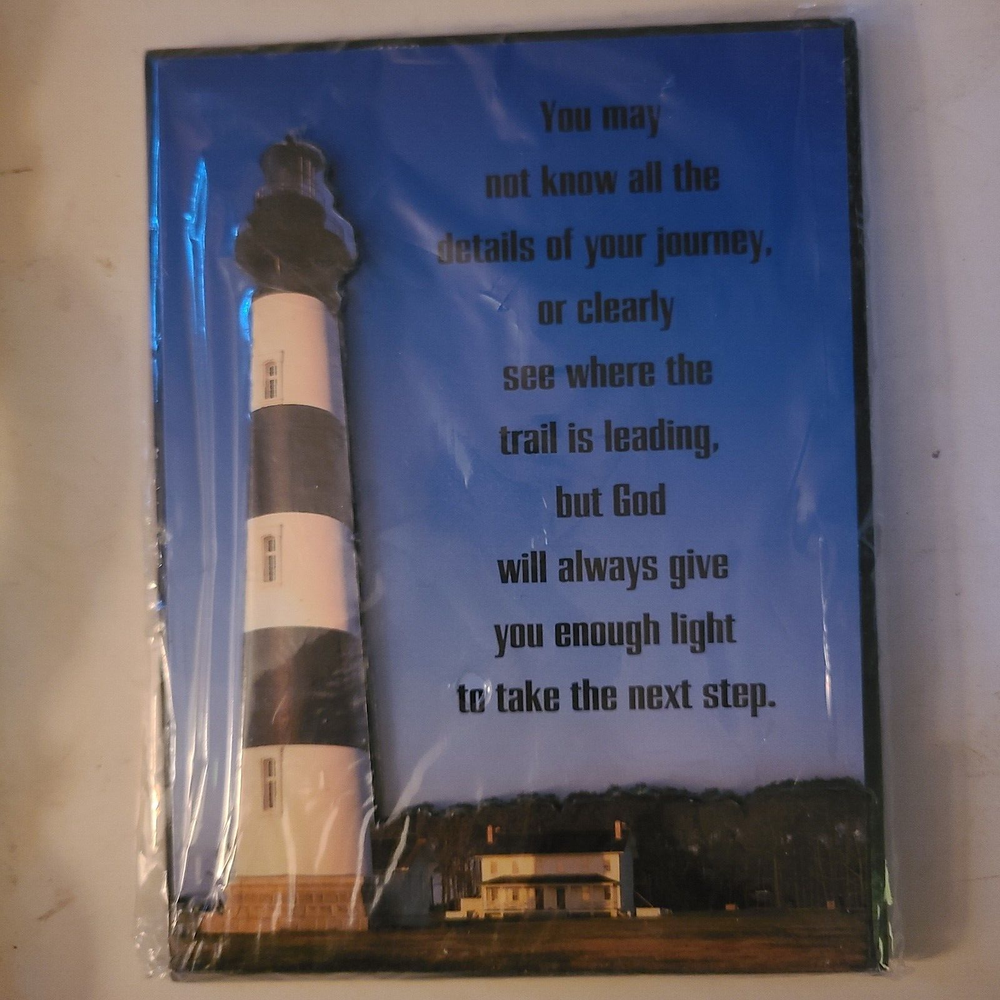 You may
not know all the
details of your journey,
or clearly
see where the
trail is leading,
but God
will always give
you enough light
to take the next step.